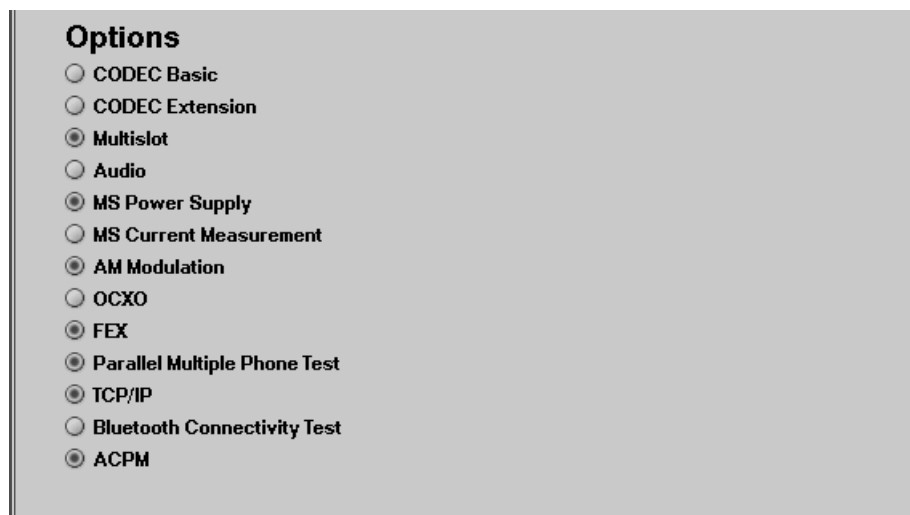 Options
CODEC Basic
CODEC Extension
Multislot
Audio
MS Power Supply
MS Current Measurement
AM Modulation
OCXO
FEX
Parallel Multiple Phone Test
TCP/IP
Bluetooth Connectivity Test
ACPM